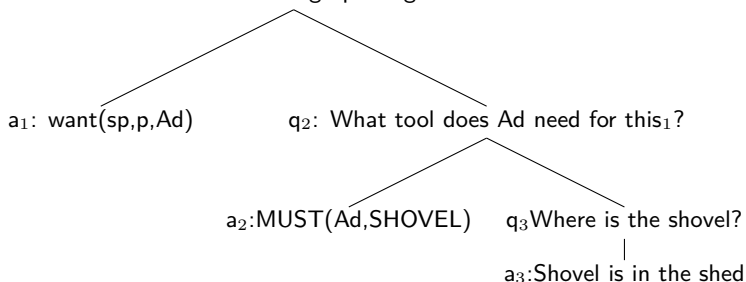 a₁: want(sp,p,Ad)
q₂: What tool does Ad need for this₁?
a₂:MUST(Ad,SHOVEL)
q₃Where is the shovel?
a₃:Shovel is in the shed